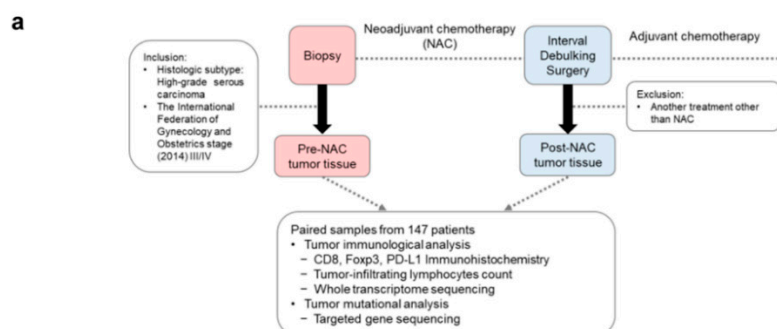 a
Inclusion:
• Histologic subtype:
High-grade serous
carcinoma
• The International
Federation of
Gynecology and
Obstetrics stage
(2014) III/IV
Biopsy
Neoadjuvant chemotherapy
(NAC)
Interval
Debulking
Surgery
Adjuvant chemotherapy
Exclusion:
• Another treatment other
than NAC
Pre-NAC
tumor tissue
Post-NAC
tumor tissue
Paired samples from 147 patients
• Tumor immunological analysis
− CD8, Foxp3, PD-L1 Immunohistochemistry
− Tumor-infiltrating lymphocytes count
− Whole transcriptome sequencing
• Tumor mutational analysis
− Targeted gene sequencing